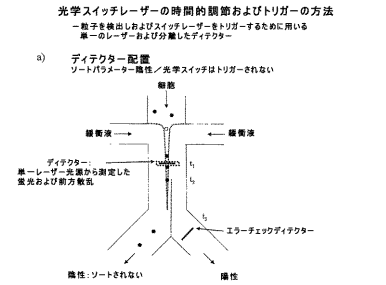 光学スイッチレーザーの時間的調節およびトリガーの方法
ー粒子を検出しおよびスイッチレーザーをトリガーするために用いる
単一のレーザーおよび分離したディテクター
a) ディテクター配置
ソートパラメーター陰性／光学スイッチはトリガーされない
細胞
緩衝液
緩衝液
ディテクター:
単一レーザー光源から測定した
蛍光および前方散乱
t1
t2
t3
エラーチェックディテクター
陰性:ソートされない
陽性